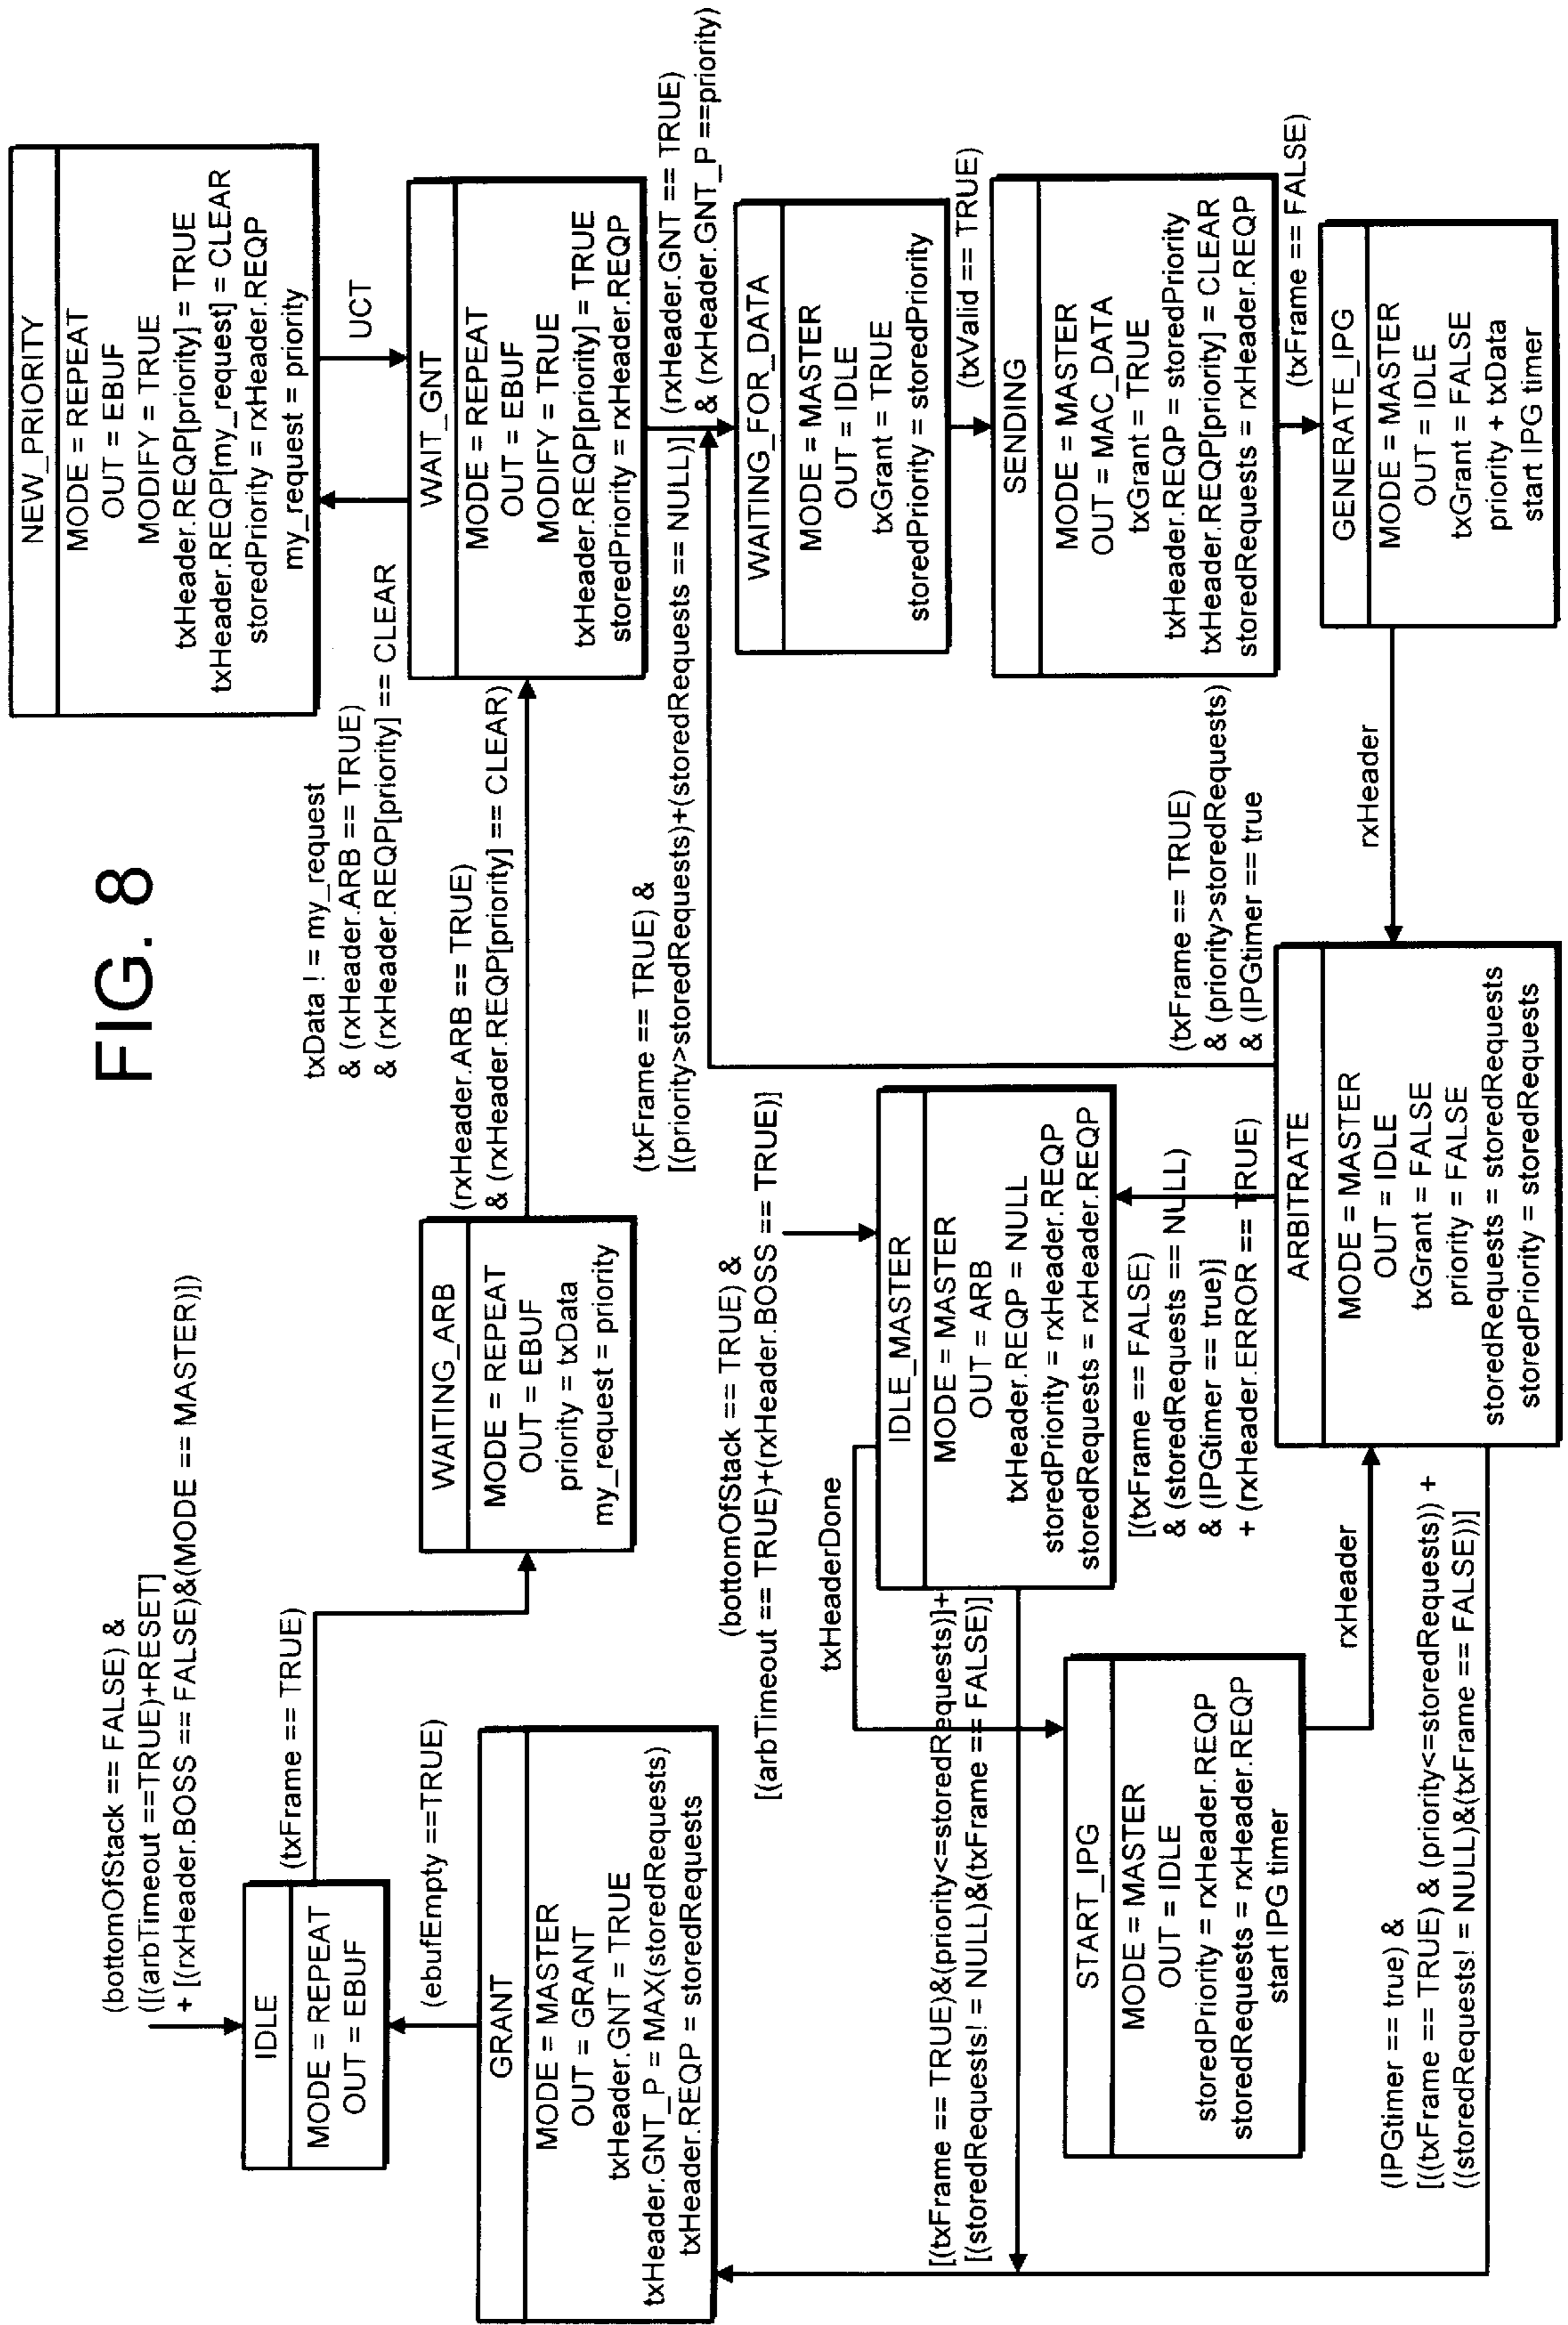 FIG. 8
(bottomOfStack == FALSE) &
([(arbTimeout ==TRUE)+RESET]
+ [(rxHeader.BOSS == FALSE)&(MODE == MASTER)])
IDLE
MODE = REPEAT
OUT = EBUF
(txFrame == TRUE)
(ebufEmpty ==TRUE)
GRANT
MODE = MASTER
OUT = GRANT
txHeader.GNT = TRUE
txHeader.GNT_P = MAX(storedRequests)
txHeader.REQP = storedRequests
WAITING_ARB
MODE = REPEAT
OUT = EBUF
priority = txData
my_request = priority
(rxHeader.ARB == TRUE)
& (rxHeader.REQP[priority] == CLEAR)
txData ! = my_request
& (rxHeader.ARB == TRUE)
& (rxHeader.REQP[priority] == CLEAR
NEW_PRIORITY
MODE = REPEAT
OUT = EBUF
MODIFY = TRUE
txHeader.REQP[priority] = TRUE
txHeader.REQP[my_request] = CLEAR
storedPriority = rxHeader.REQP
my_request = priority
UCT
WAIT_GNT
MODE = REPEAT
OUT = EBUF
MODIFY = TRUE
txHeader.REQP[priority] = TRUE
storedPriority = rxHeader.REQP
(rxHeader.GNT == TRUE)
& (rxHeader.GNT_P ==priority)
(txFrame == TRUE) &
[(priority>storedRequests)+(storedRequests == NULL)]
WAITING_FOR_DATA
MODE = MASTER
OUT = IDLE
txGrant = TRUE
storedPriority = storedPriority
(txValid == TRUE)
SENDING
MODE = MASTER
OUT = MAC_DATA
txGrant = TRUE
txHeader.REQP = storedPriority
txHeader.REQP[priority] = CLEAR
storedRequests = rxHeader.REQP
(txFrame == FALSE)
GENERATE_IPG
MODE = MASTER
OUT = IDLE
txGrant = FALSE
priority + txData
start IPG timer
rxHeader
(txFrame == TRUE)
& (priority>storedRequests)
& (IPGtimer == true
(bottomOfStack == TRUE) &
[(arbTimeout == TRUE)+(rxHeader.BOSS == TRUE)]
IDLE_MASTER
MODE = MASTER
OUT = ARB
txHeader.REQP = NULL
storedPriority = rxHeader.REQP
storedRequests = rxHeader.REQP
txHeaderDone
[(txFrame == FALSE)
& (storedRequests == NULL)
& (IPGtimer == true)]
+ (rxHeader.ERROR == TRUE)
ARBITRATE
MODE = MASTER
OUT = IDLE
txGrant = FALSE
priority = FALSE
storedRequests = storedRequests
storedPriority = storedRequests
[(txFrame == TRUE)&(priority<=storedRequests)]+
[(storedRequests! = NULL)&(txFrame == FALSE)]
START_IPG
MODE = MASTER
OUT = IDLE
storedPriority = rxHeader.REQP
storedRequests = rxHeader.REQP
start IPG timer
rxHeader
(IPGtimer == true) &
[((txFrame == TRUE) & (priority<=storedRequests)) +
((storedRequests! = NULL)&(txFrame == FALSE))]